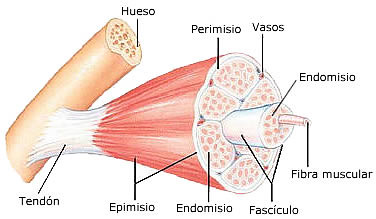 Hueso
Perimisio
Vasos
Endomisio
Fibra muscular
Tendón
Epimisio
Endomisio
Fascículo